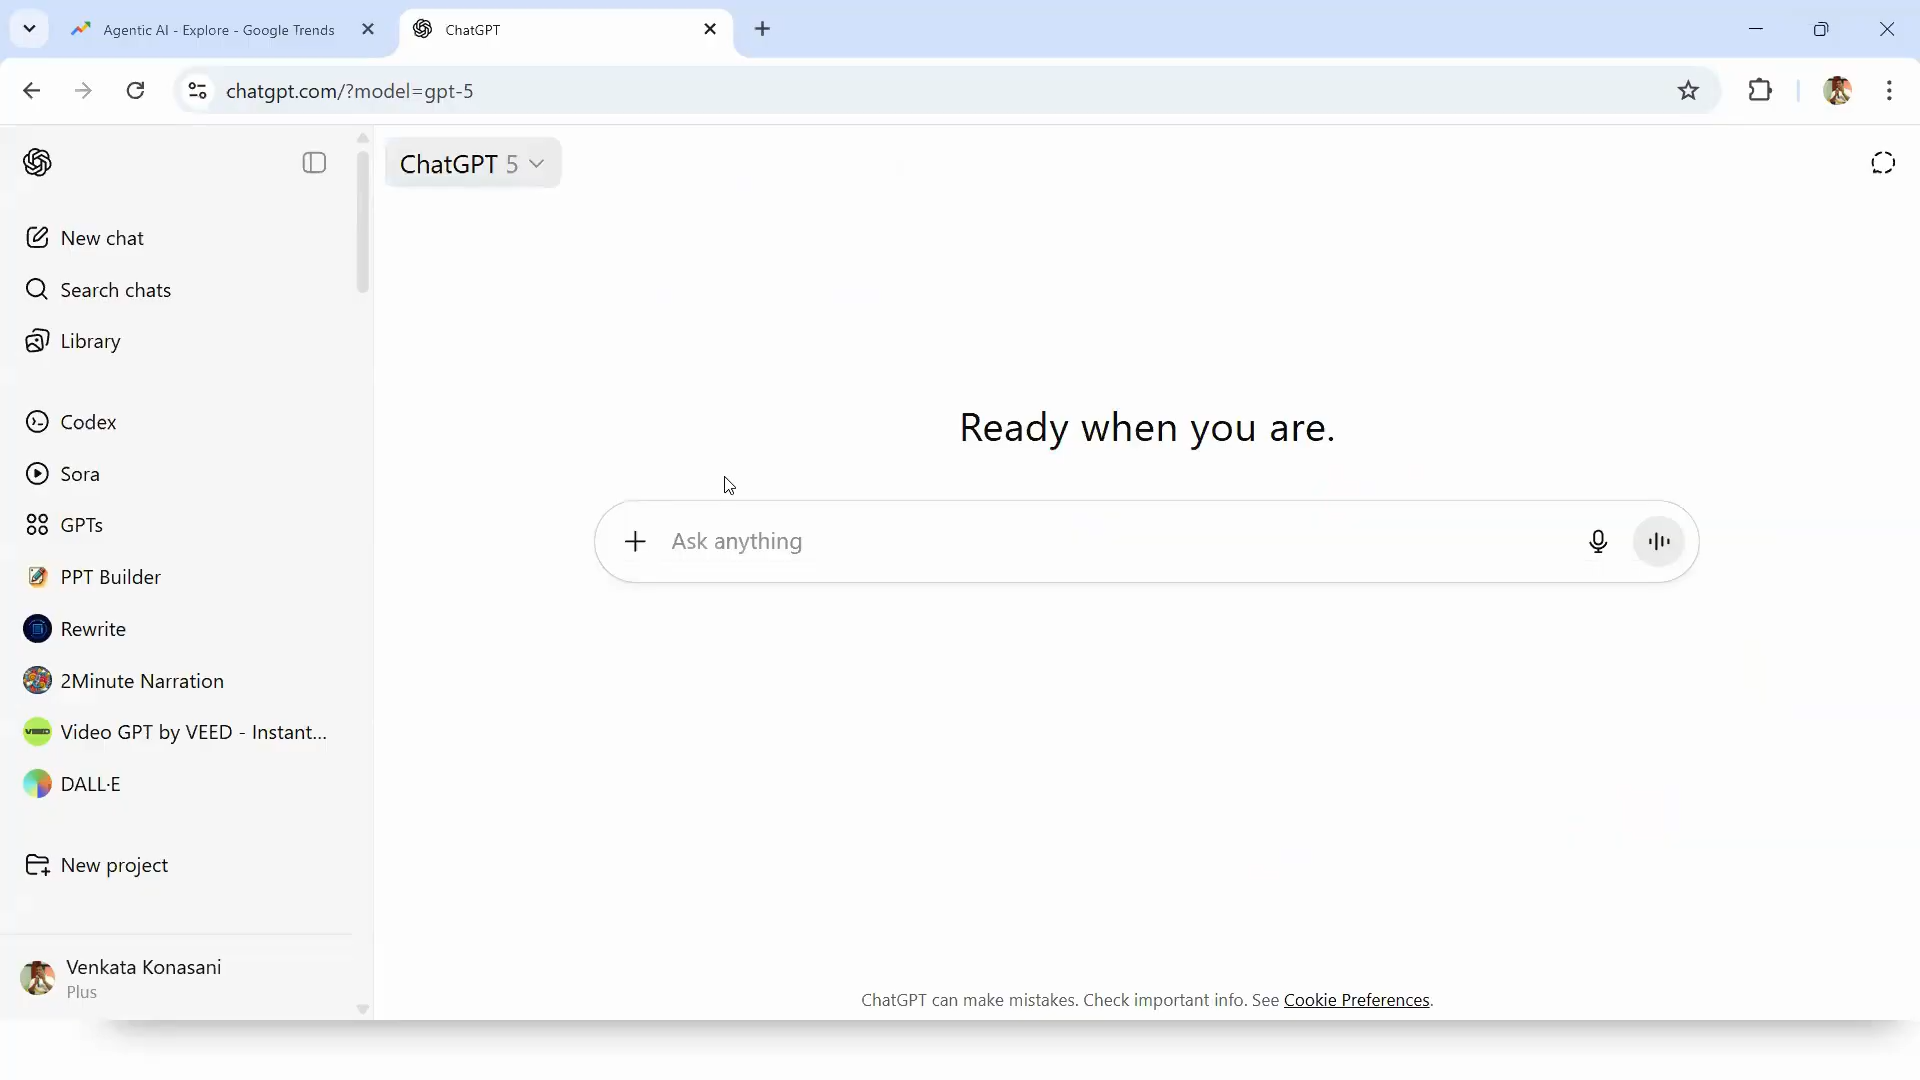 Agentic AI - Explore - Google Trends
ChatGPT
chatgpt.com/?model=gpt-5
ChatGPT 5
New chat
Search chats
Library
Codex
Sora
GPTs
PPT Builder
Rewrite
2Minute Narration
VEED
Video GPT by VEED - Instant...
DALL·E
New project
Venkata Konasani
Plus
Ready when you are.
Ask anything
ChatGPT can make mistakes. Check important info. See Cookie Preferences.